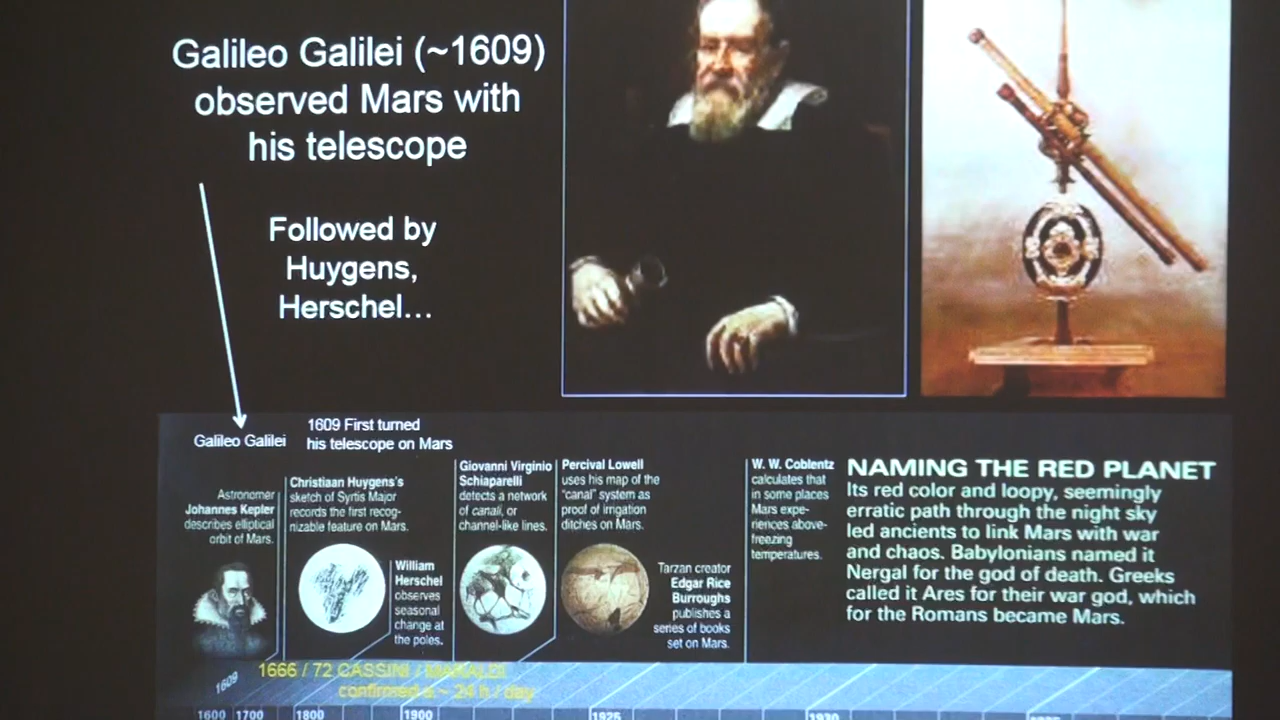 Galileo Galilei (~1609)
observed Mars with
his telescope
Followed by
Huygens,
Herschel…
Galileo Galilei
1609 First turned
his telescope on Mars
Astronomer
Johannes Kepler
describes elliptical
orbit of Mars.
Christiaan Huygens's
sketch of Syrtis Major
records the first recog-
nizable feature on Mars.
William
Herschel
observes
seasonal
change at
the poles.
Giovanni Virginio
Schiaparelli
detects a network
of canali, or
channel-like lines.
Percival Lowell
uses his map of the
"canal" system as
proof of irrigation
ditches on Mars.
Tarzan creator
Edgar Rice
Burroughs
publishes a
series of books
set on Mars.
W. W. Coblentz
calculates that
in some places
Mars expe-
riences above-
freezing
temperatures.
NAMING THE RED PLANET
Its red color and loopy, seemingly
erratic path through the night sky
led ancients to link Mars with war
and chaos. Babylonians named it
Nergal for the god of death. Greeks
called it Ares for their war god, which
for the Romans became Mars.
1609
1666 / 72 CASSINI / MARALDI
confirmed a ~ 24 h / day
1600 1700 1800 1900 1925 1930